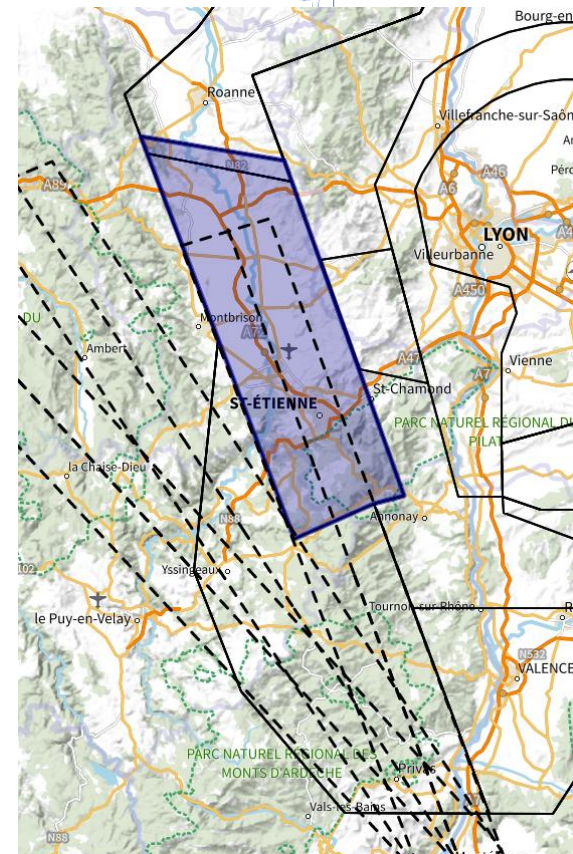 Bourg-en
Roanne
Villefranche-sur-Saôn
N82
A46
Péro
A89
A6
LYON
Villeurbanne
A450
DU
Montbrison
A72
Ambert
A47
Vienne
A7
St-Chamond
ST-ÉTIENNE
PARC NATUREL RÉGIONAL DU
PILAT
la Chaise-Dieu
N88
Annonay
102
Yssingeaux
le Puy-en-Velay
Tournon-sur-Rhône
N532
VALENCE
PARC NATUREL RÉGIONAL DES
MONTS D'ARDÈCHE
Privas
Vals-les-Bains
N88